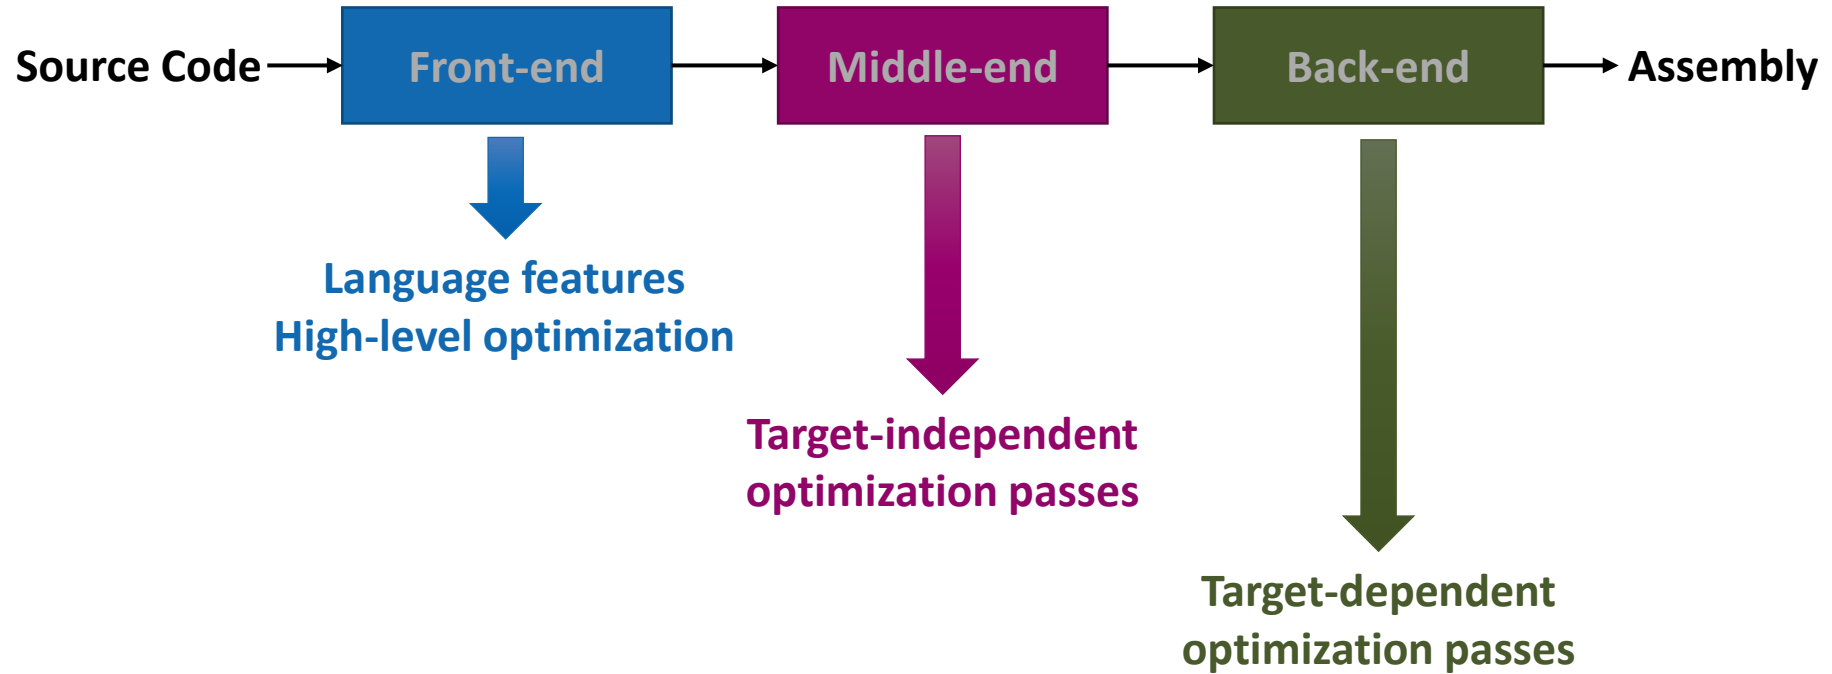 Source Code
Front-end
Middle-end
Back-end
Assembly
Language features
High-level optimization
Target-independent
optimization passes
Target-dependent
optimization passes